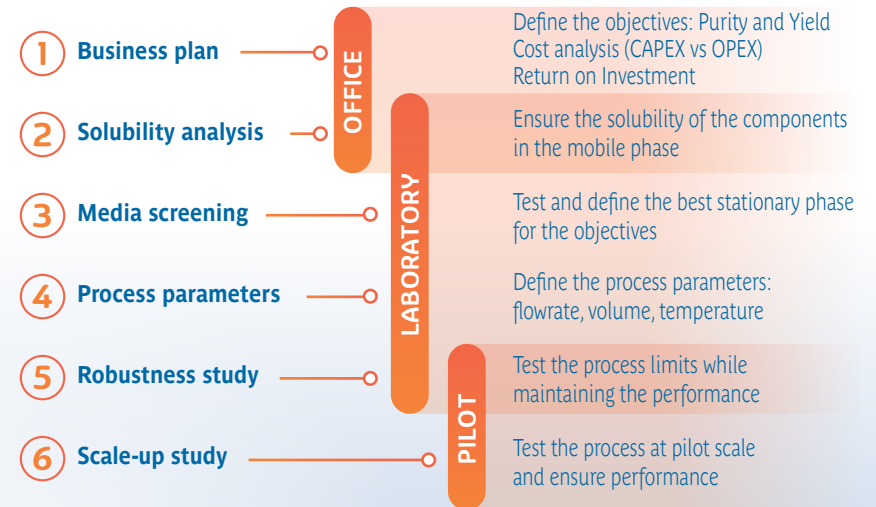 1 Business plan
OFFICE
Define the objectives: Purity and Yield
Cost analysis (CAPEX vs OPEX)
Return on Investment
2 Solubility analysis
Ensure the solubility of the components
in the mobile phase
LABORATORY
3 Media screening
Test and define the best stationary phase
for the objectives
4 Process parameters
Define the process parameters:
flowrate, volume, temperature
5 Robustness study
Test the process limits while
maintaining the performance
PILOT
6 Scale-up study
Test the process at pilot scale
and ensure performance